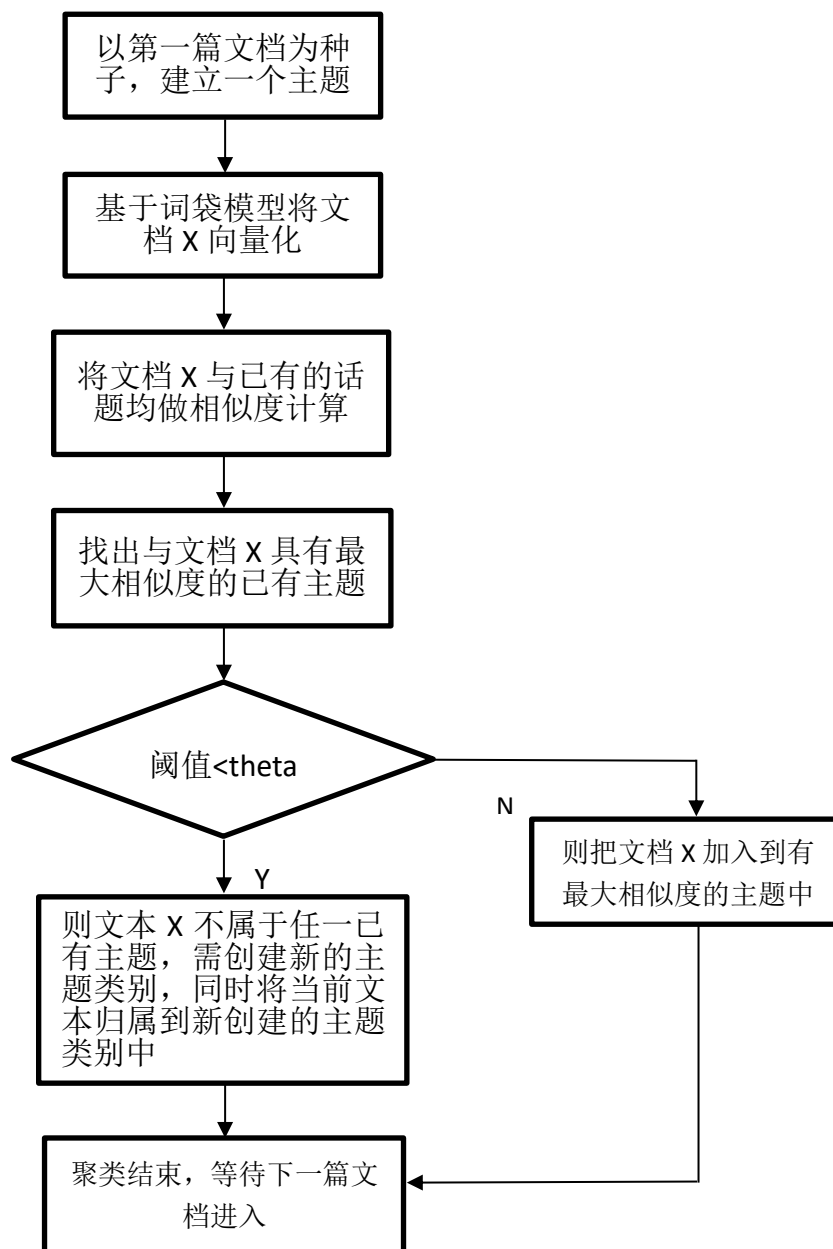 以第一篇文档为种
子，建立一个主题
基于词袋模型将文
档 X 向量化
将文档 X 与已有的话
题均做相似度计算
找出与文档 X 具有最
大相似度的已有主题
阈值<theta
N
则把文档 X 加入到有
最大相似度的主题中
Y
则文本 X 不属于任一已
有主题，需创建新的主
题类别，同时将当前文
本归属到新创建的主题
类别中
聚类结束，等待下一篇文
档进入